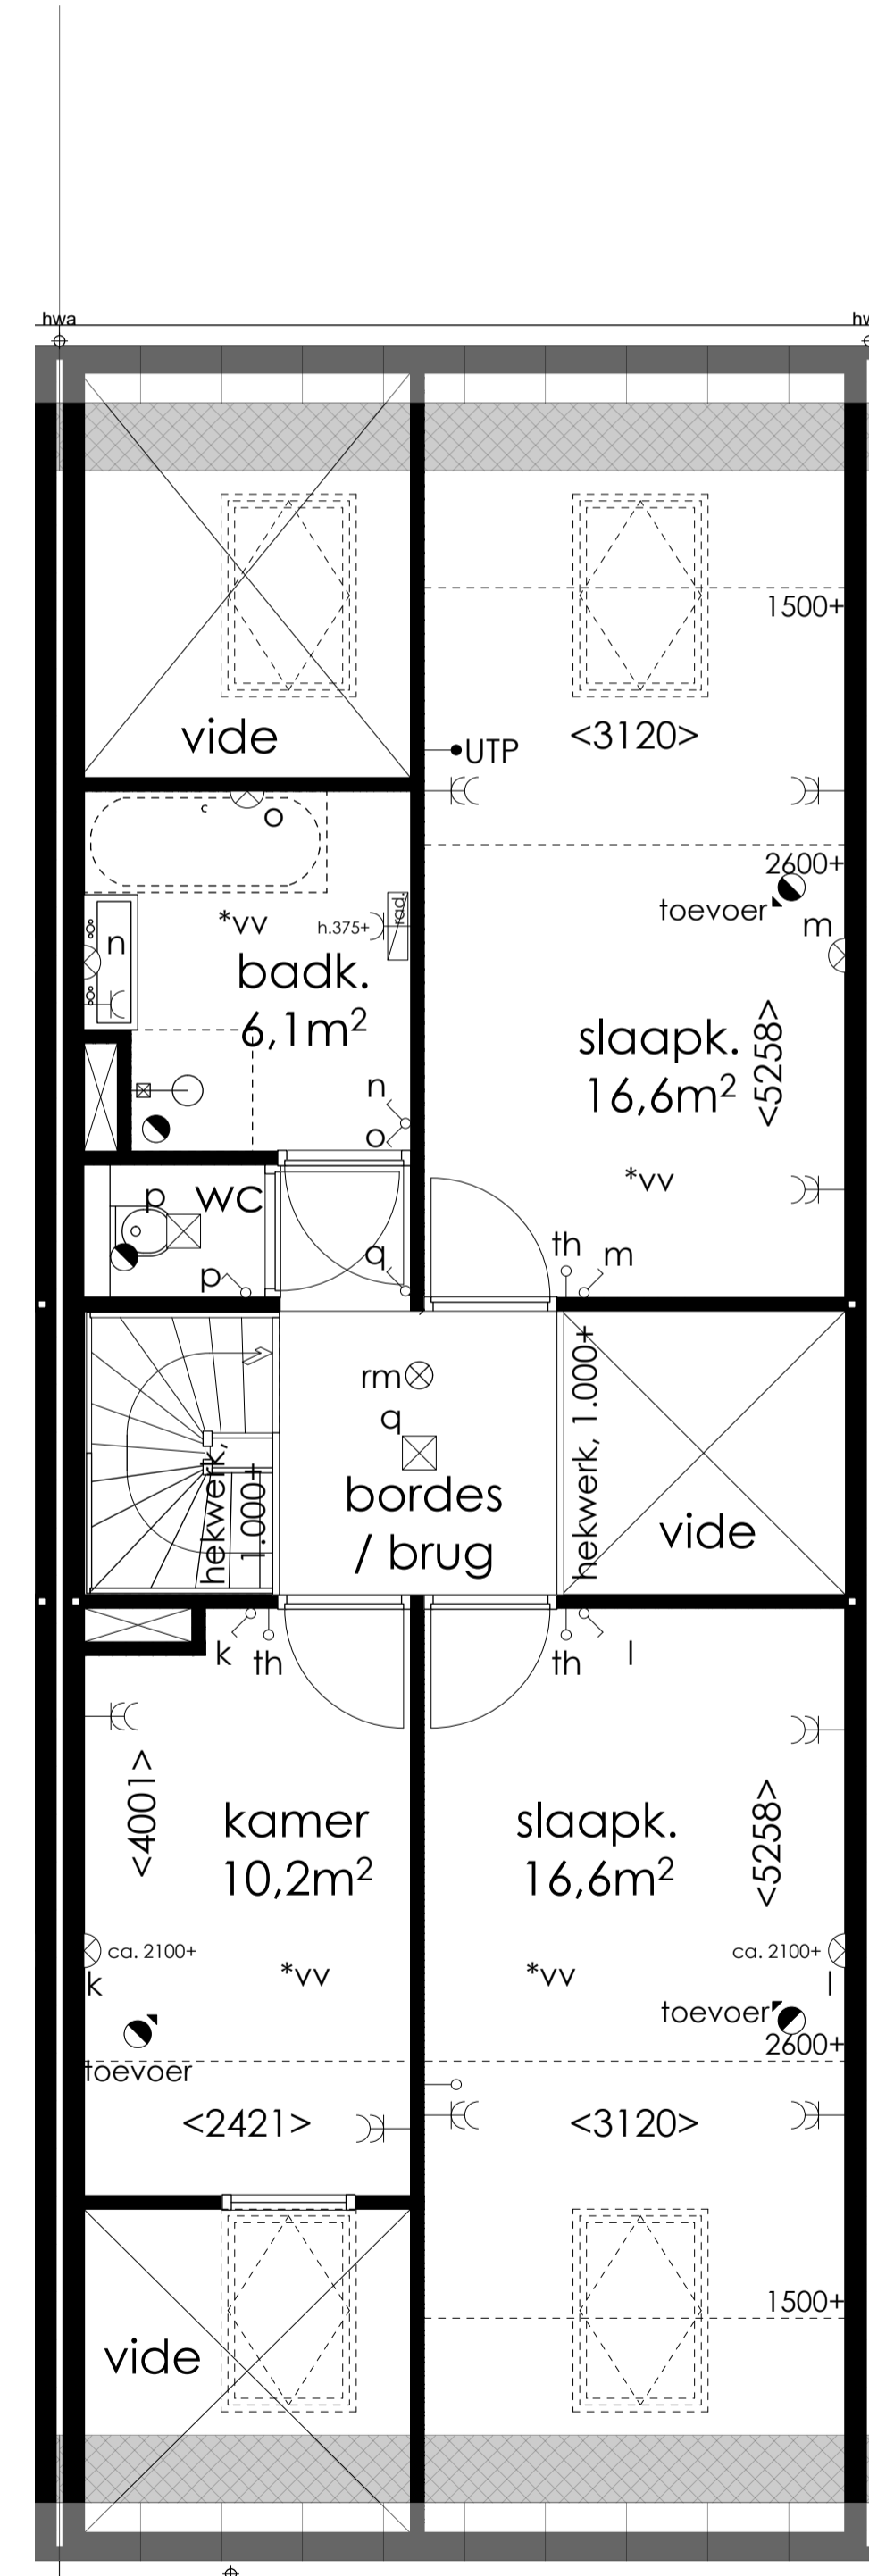 hwa
hw
1500+
vide
UTP
<3120>
c
o
2600+
toevoer
m
n
*vv
h.375+
rad.
badk.
6,1m²
slaapk.
16,6m²
<5258>
n
o
*vv
p
wc
q
p
th
m
rm
q
hekwerk,
1.000+
bordes
/ brug
hekwerk, 1.000+
vide
k
th
th
l
<4001>
kamer
10,2m²
slaapk.
16,6m²
<5258>
ca. 2100+
k
*vv
*vv
ca. 2100+
l
toevoer
toevoer
2600+
<2421>
<3120>
1500+
vide